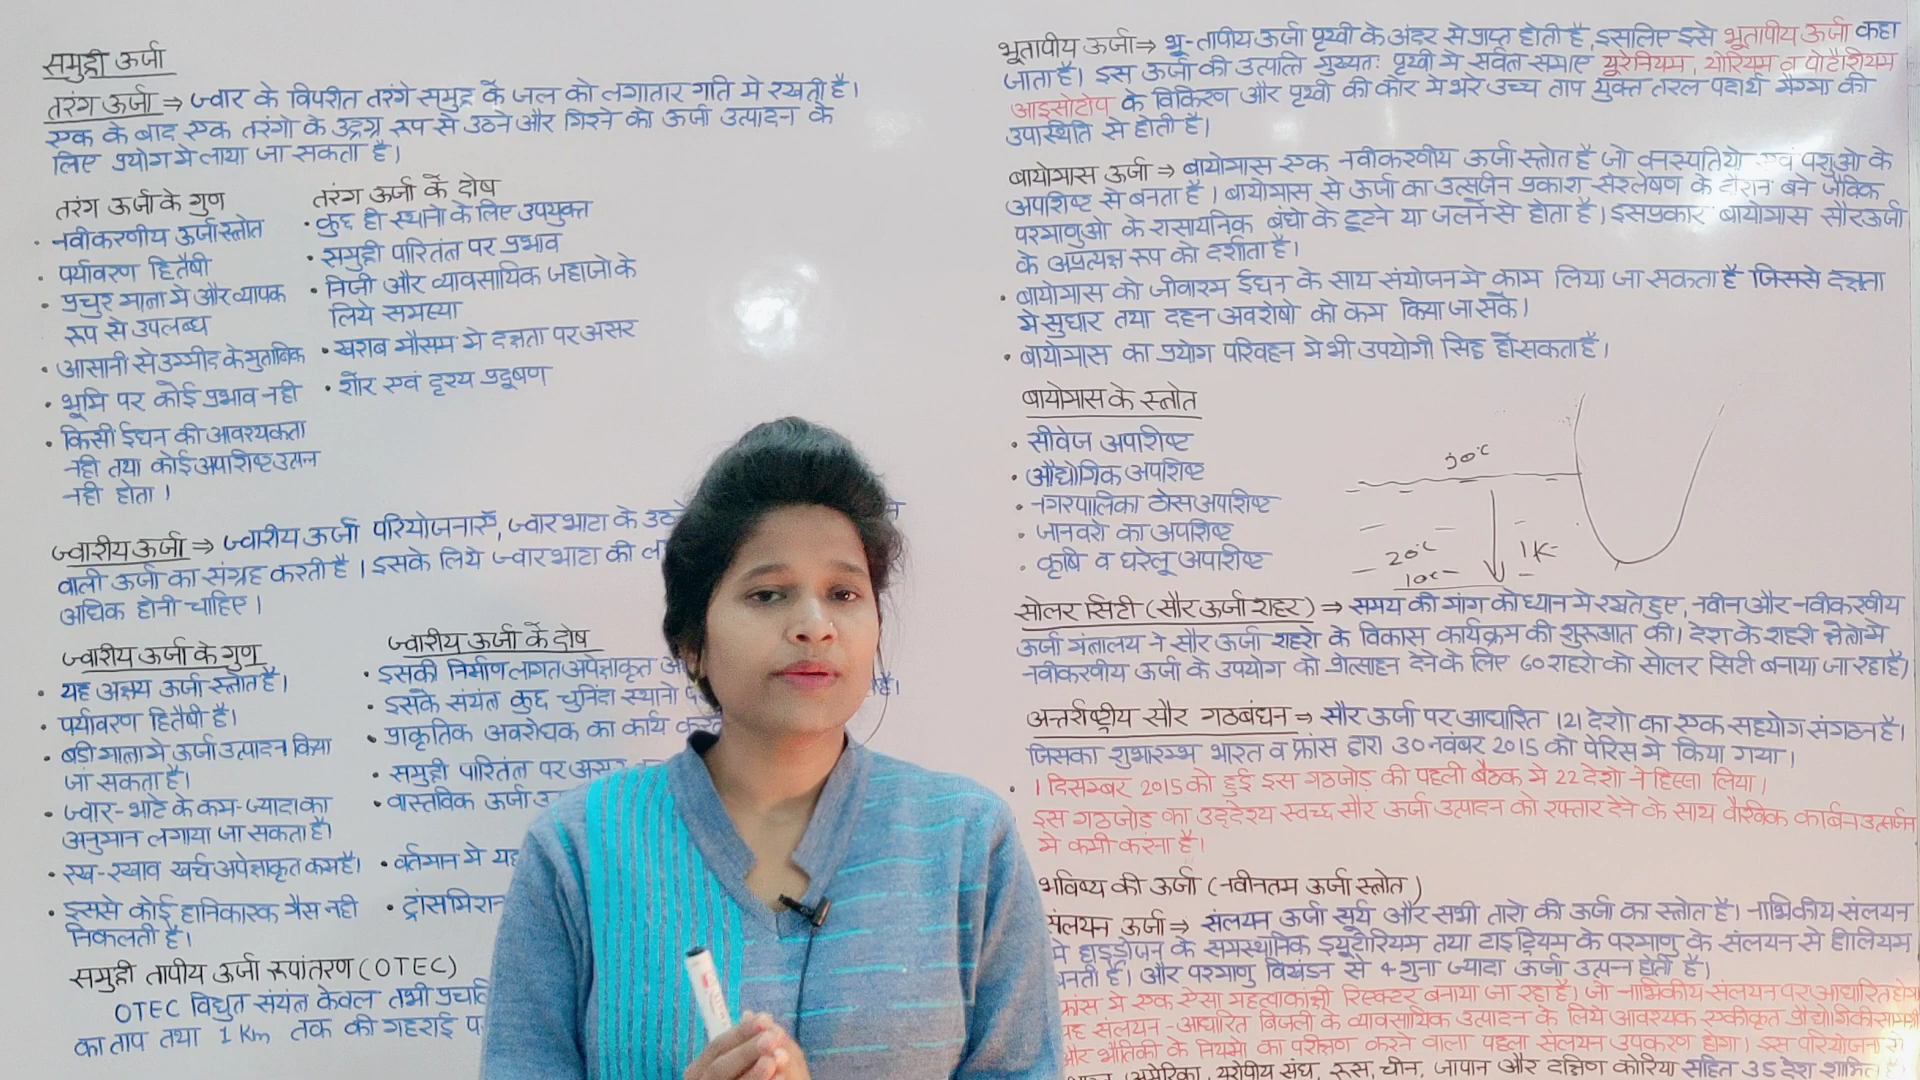 समुद्री ऊर्जा
तरंग ऊर्जा ⇒ ज्वार के विपरीत तरंगे समुद्र के जल को लगातार गति मे रखती है।
एक के बाद एक तरंगो के उद्रग्र रूप से उठने और गिरने को ऊर्जा उत्पादन के
लिए प्रयोग मे लाया जा सकता है।
तरंग ऊर्जा के गुण
• नवीकरणीय ऊर्जा स्त्रोत
• पर्यावरण हितैषी
• प्रचुर मात्रा मे और व्यापक
रूप से उपलब्ध
• आसानी से उम्मीद के मुताबिक
• भूमि पर कोई प्रभाव नही
• किसी ईधन की आवश्यकता
नही तथा कोई अपशिष्ट उत्पन
नही होता।
तरंग ऊर्जा के दोष
• कुछ ही स्थानो के लिए उपयुक्त
• समुद्री पारितंत्र पर प्रभाव
• निजी और व्यावसायिक जहाजो के
लिये समस्या
• खराब मौसम मे दक्षता पर असर
• शोर एवं दृश्य प्रदूषण
ज्वारीय ऊर्जा ⇒ ज्वारीय ऊर्जा परियोजनाएँ, ज्वार भाटा के
वाली ऊर्जा का संग्रह करती है। इसके लिये ज्वार भाटा की
अधिक होनी चाहिए।
ज्वारीय ऊर्जा के गुण
• यह अक्षय ऊर्जा स्त्रोत है।
• पर्यावरण हितैषी है।
• बडी मात्रा मे ऊर्जा उत्पादन किया
जा सकता है।
• ज्वार-भाटे के कम-ज्यादा का
अनुमान लगाया जा सकता है।
• रख-रखाव खर्च अपेक्षाकृत कम है।
• इससे कोई हानिकारक गैस नही
निकलती है।
ज्वारीय ऊर्जा के दोष
• इसकी निर्माण लागत अपेक्षाकृत
• इसके संयंत्र कुछ चुनिंदा स्थानो
• प्राकृतिक अवरोधक का कार्य
• समुद्री पारितंत्र पर असर
• वास्तविक ऊर्जा
• वर्तमान मे यह
• ट्रांसमिशन
समुद्री तापीय ऊर्जा रूपांतरण (OTEC)
OTEC विद्युत संयंत्र केवल तभी
का ताप तथा 1 Km तक की गहराई
भूतापीय ऊर्जा ⇒ भू-तापीय ऊर्जा पृथ्वी के अंदर से प्राप्त होती है, इसलिए इसे भूतापीय ऊर्जा कहा
जाता है। इस ऊर्जा की उत्पत्ति मुख्यतः पृथ्वी मे सर्वत्र समाए यूरेनियम, थोरियम व पोटैशियम
आइसोटोप के विकिरण और पृथ्वी की कोर मे भरे उच्च ताप युक्त तरल पदार्थ मैग्मा की
उपस्थिति से होती है।
बायोमास ऊर्जा ⇒ बायोमास एक नवीकरणीय ऊर्जा स्त्रोत है जो वनस्पतियो एवं पशुओ के
अपशिष्ट से बनता है। बायोमास से ऊर्जा का उत्सर्जन प्रकाश-संश्लेषण के दौरान बने जैविक
परमाणुओ के रासायनिक बंधो के टूटने या जलने से होता है। इस प्रकार बायोमास सौर ऊर्जा
के अप्रत्यक्ष रूप को दर्शाता है।
• बायोमास को जीवाश्म ईंधन के साथ संयोजन मे काम लिया जा सकता है जिससे दक्षता
मे सुधार तथा दहन अवशेषो को कम किया जा सके।
• बायोमास का प्रयोग परिवहन मे भी उपयोगी सिद्ध हो सकता है।
बायोमास के स्त्रोत
• सीवेज अपशिष्ट
• औद्योगिक अपशिष्ट
• नगरपालिका ठोस अपशिष्ट
• जानवरो का अपशिष्ट
• कृषि व घरेलू अपशिष्ट
30°C
20°C
10°C
1K
सोलर सिटी (सौर ऊर्जा शहर) ⇒ समय की मांग को ध्यान मे रखते हुए, नवीन और नवीकरणीय
ऊर्जा मंत्रालय ने सौर ऊर्जा शहरो के विकास कार्यक्रम की शुरूआत की। देश के शहरी क्षेत्रो मे
नवीकरणीय ऊर्जा के उपयोग को प्रोत्साहन देने के लिए 60 शहरो को सोलर सिटी बनाया जा रहा है)
अन्तर्राष्ट्रीय सौर गठबंधन ⇒ सौर ऊर्जा पर आधारित 121 देशो का एक सहयोग संगठन है।
जिसका शुभारम्भ भारत व फ्रांस द्वारा 30 नवंबर 2015 को पेरिस मे किया गया।
• 1 दिसम्बर 2015 को हुई इस गठजोड़ की पहली बैठक मे 22 देशो ने हिस्सा लिया।
इस गठजोड़ का उद्देश्य स्वच्छ सौर ऊर्जा उत्पादन को रफ्तार देने के साथ वैश्विक कार्बन उत्सर्जन
मे कमी करना है।
भविष्य की ऊर्जा (नवीनतम ऊर्जा स्त्रोत)
संलयन ऊर्जा ⇒ संलयन ऊर्जा सूर्य और सभी तारो की ऊर्जा का स्त्रोत है। नाभिकीय संलयन
मे हाइड्रोजन के समस्थानिक ड्यूटीरियम तथा टाइट्रियम के परमाणु के संलयन से हीलियम
बनती है। और परमाणु विखंडन से 4 गुना ज्यादा ऊर्जा उत्पन्न होती है।
फ्रांस मे एक ऐसा महत्वाकांक्षी रिएक्टर बनाया जा रहा है। जो नाभिकीय संलयन पर आधारित होगा
यह संलयन-आधारित बिजली के व्यावसायिक उत्पादन के लिये आवश्यक एकीकृत प्रौद्योगिकी सामग्री
और भौतिकी के नियमो का परीक्षण करने वाला पहला संलयन उपकरण होगा। इस परियोजना
अमेरिका, यूरोपीय संघ, रूस, चीन, जापान और दक्षिण कोरिया सहित 35 देश शामिल है।